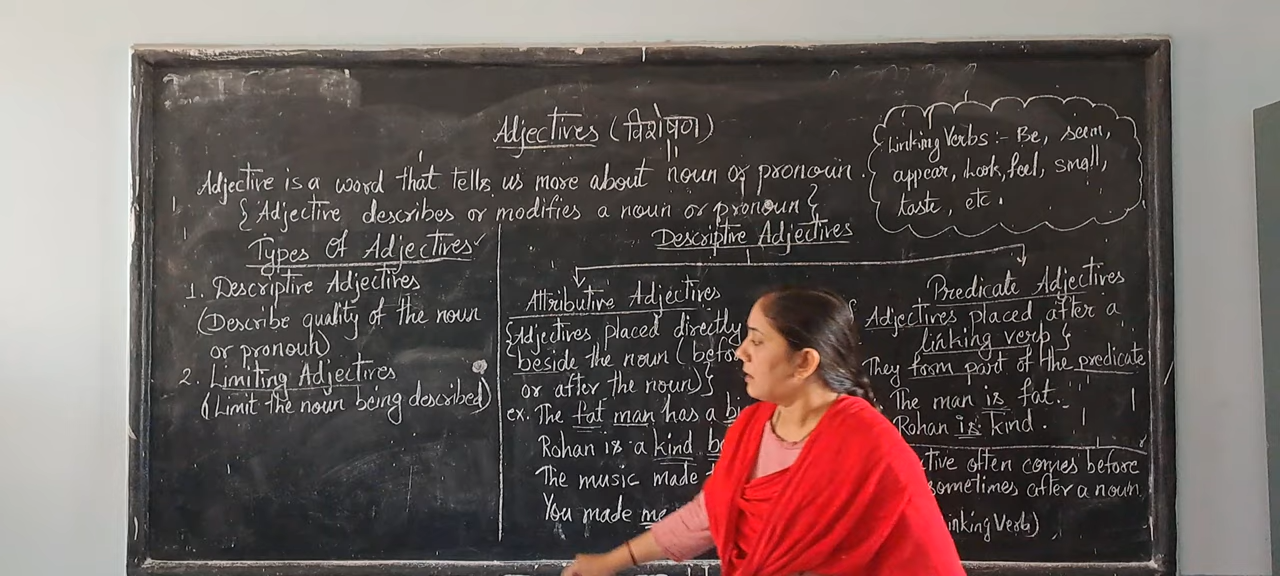 Adjectives (विशेषण)
Adjective is a word that tells us more about noun or pronoun.
{Adjective describes or modifies a noun or pronoun}
Linking Verbs :- Be, seem,
appear, look, feel, small,
taste, etc.
Types of Adjectives
1. Descriptive Adjectives
(Describe quality of the noun
or pronoun)
2. Limiting Adjectives
(Limit the noun being described)
Descriptive Adjectives
Attributive Adjectives
{Adjectives placed directly
beside the noun (before
or after the noun)}
ex. The fat man has a
Rohan is a kind
The music made
You made me
Predicate Adjectives
{Adjectives placed after a
linking verb}
They form part of the predicate
The man is fat.
Rohan is kind.
often comes before
sometimes after a noun
Linking Verb)